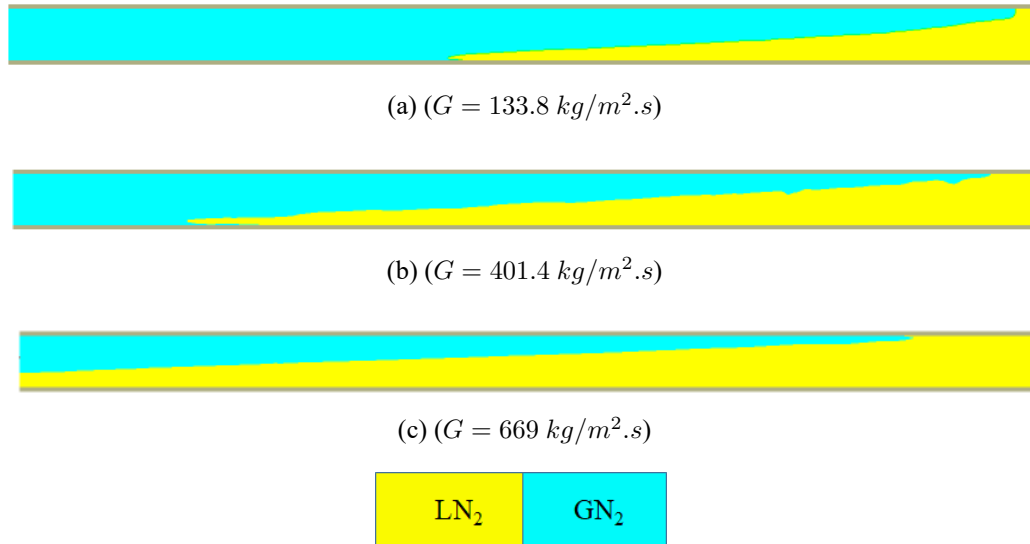 (a) (G = 133.8 kg/m².s)
(b) (G = 401.4 kg/m².s)
(c) (G = 669 kg/m².s)
LN₂ GN₂